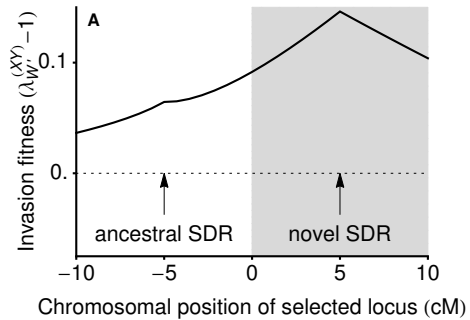 A
Invasion fitness (λ_{W'}^{(XY)}−1)
0.1
0.
ancestral SDR novel SDR
−10 −5 0 5 10
Chromosomal position of selected locus (cM)